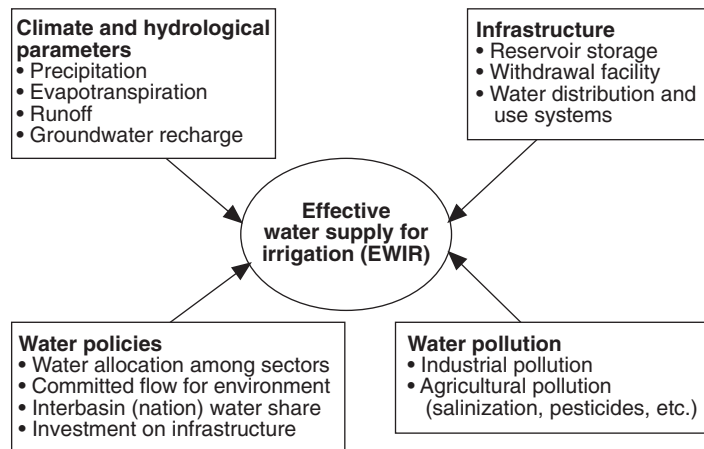 Climate and hydrological
parameters
• Precipitation
• Evapotranspiration
• Runoff
• Groundwater recharge
Infrastructure
• Reservoir storage
• Withdrawal facility
• Water distribution and
use systems
Effective
water supply for
irrigation (EWIR)
Water policies
• Water allocation among sectors
• Committed flow for environment
• Interbasin (nation) water share
• Investment on infrastructure
Water pollution
• Industrial pollution
• Agricultural pollution
(salinization, pesticides, etc.)